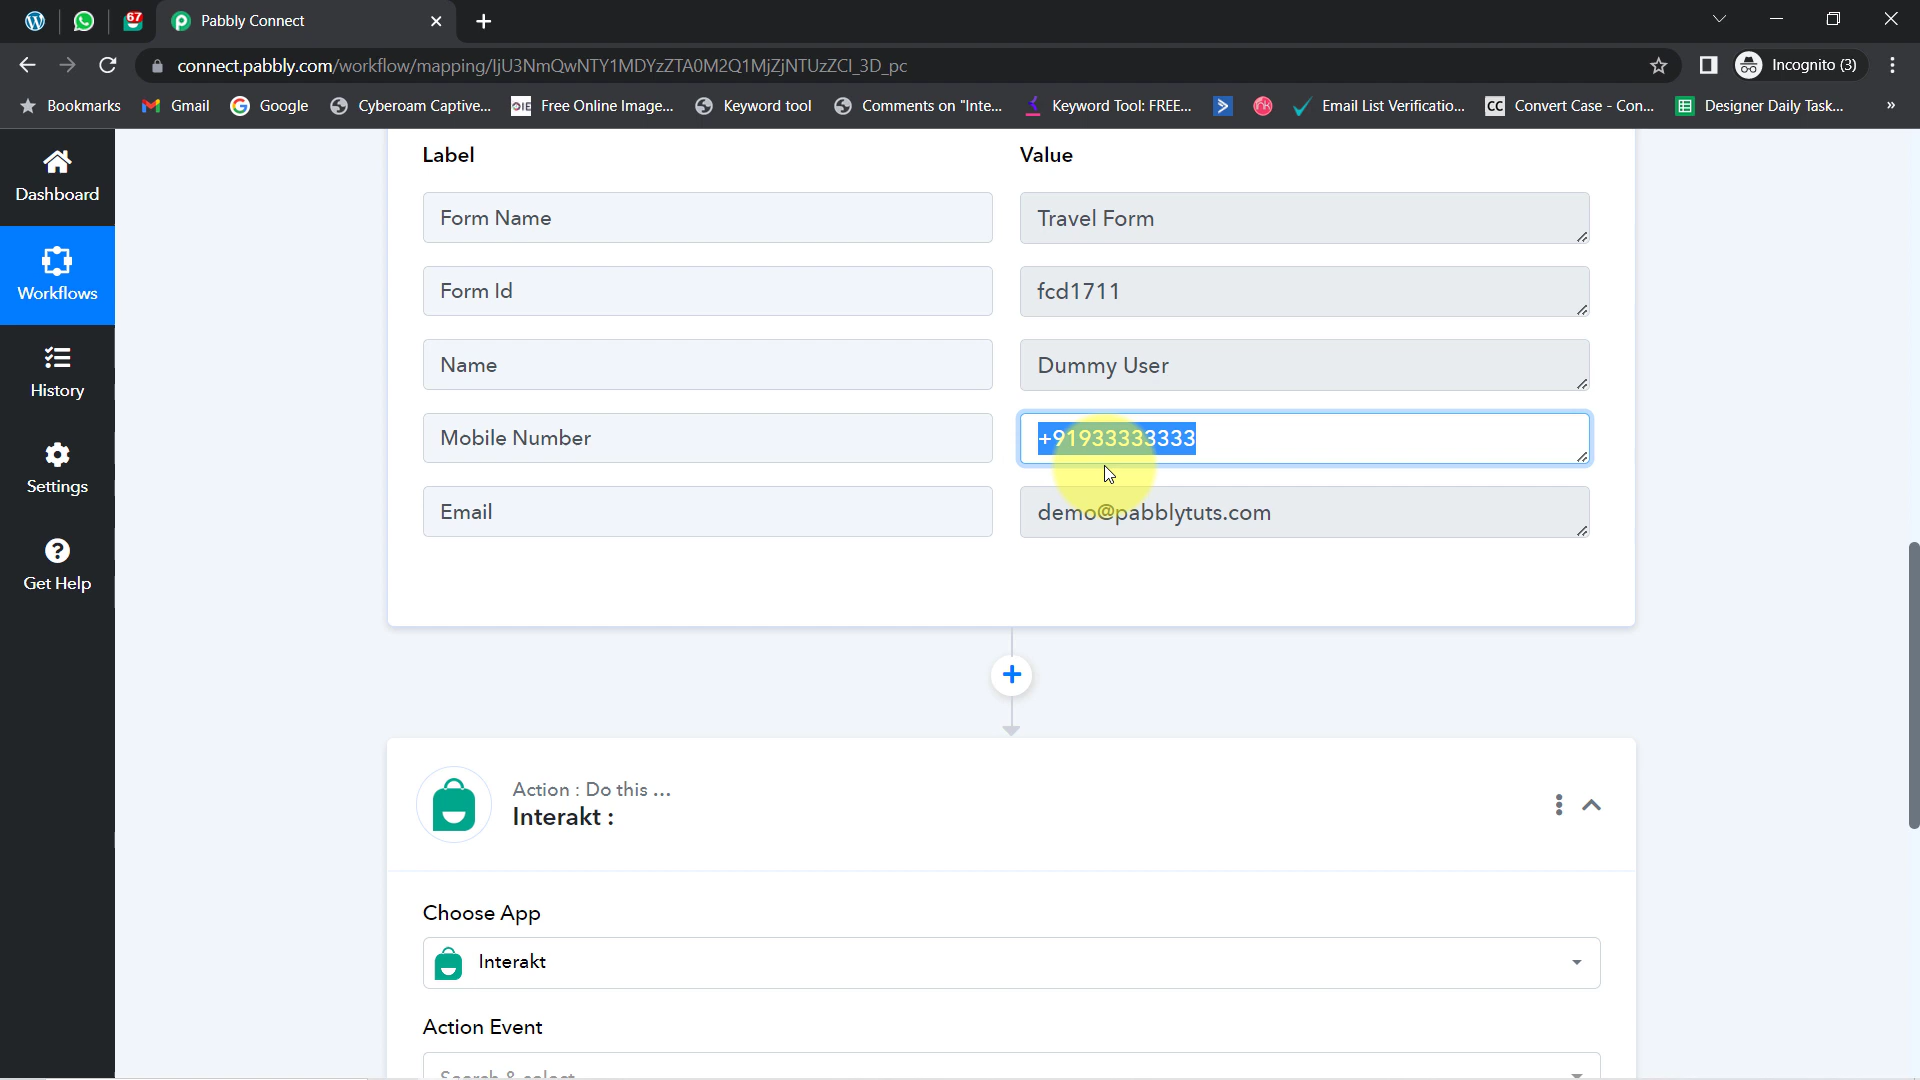 67
Pabbly Connect
connect.pabbly.com/workflow/mapping/IjU3NmQwNTY1MDYzZTA0M2Q1MjZjNTUzZCI_3D_pc
Incognito (3)
Bookmarks
Gmail
Google
Cyberoam Captive...
OIE Free Online Image...
Keyword tool
Comments on "Inte...
Keyword Tool: FREE...
Email List Verificatio...
CC Convert Case - Con...
Designer Daily Task...
»
Dashboard
Workflows
History
Settings
Get Help
Label
Value
Form Name
Travel Form
Form Id
fcd1711
Name
Dummy User
Mobile Number
+91933333333
Email
demo@pabblytuts.com
Action : Do this ...
Interakt :
Choose App
Interakt
Action Event
Search & select